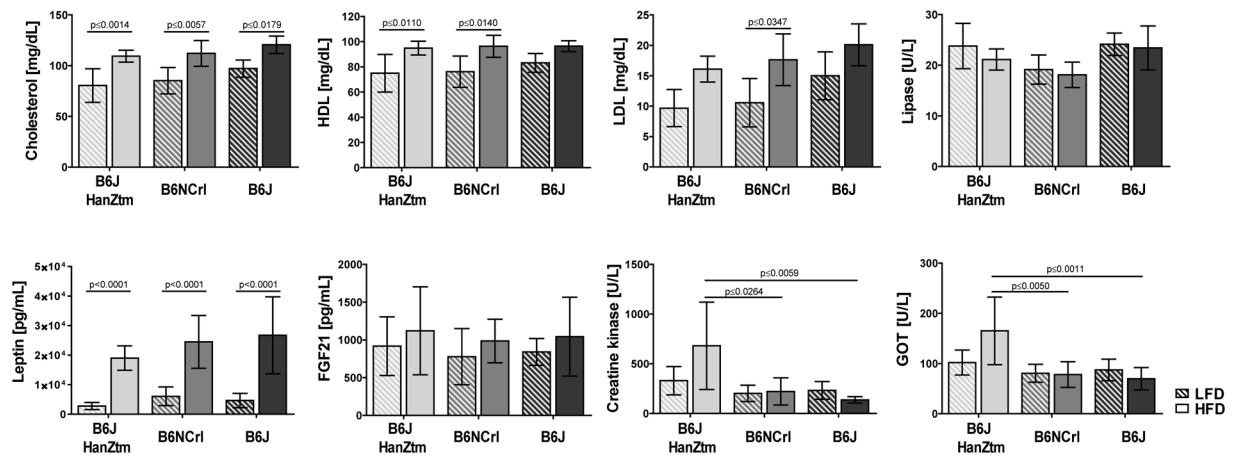 Cholesterol [mg/dL]
150
100
50
0
p≤0.0014
p≤0.0057
p≤0.0179
B6J
HanZtm
B6NCrl
B6J
HDL [mg/dL]
120
100
80
60
40
20
0
p≤0.0110
p≤0.0140
B6J
HanZtm
B6NCrl
B6J
LDL [mg/dL]
25
20
15
10
5
0
p≤0.0347
B6J
HanZtm
B6NCrl
B6J
Lipase [U/L]
30
20
10
0
B6J
HanZtm
B6NCrl
B6J
Leptin [pg/mL]
5x10⁴
4x10⁴
3x10⁴
2x10⁴
1x10⁴
0
p<0.0001
p<0.0001
p<0.0001
B6J
HanZtm
B6NCrl
B6J
FGF21 [pg/mL]
2000
1500
1000
500
0
B6J
HanZtm
B6NCrl
B6J
Creatine kinase [U/L]
1500
1000
500
0
p≤0.0059
p≤0.0264
B6J
HanZtm
B6NCrl
B6J
GOT [U/L]
300
200
100
0
p≤0.0011
p≤0.0050
B6J
HanZtm
B6NCrl
B6J
LFD
HFD